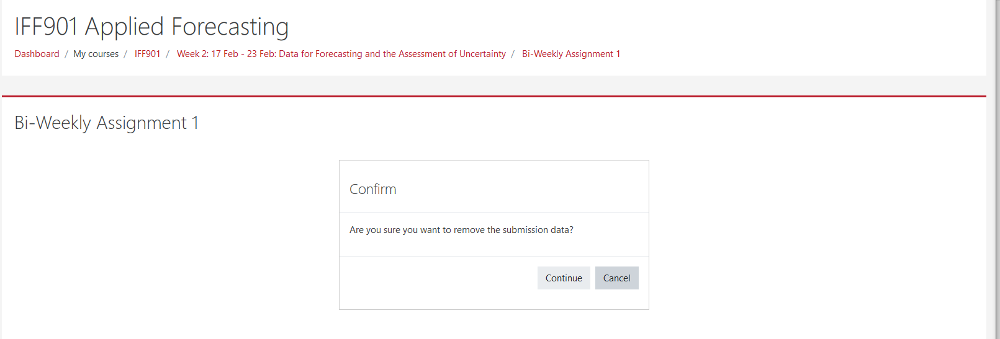 IFF901 Applied Forecasting
Dashboard / My courses / IFF901 / Week 2: 17 Feb - 23 Feb: Data for Forecasting and the Assessment of Uncertainty / Bi-Weekly Assignment 1
Bi-Weekly Assignment 1
Confirm
Are you sure you want to remove the submission data?
Continue Cancel